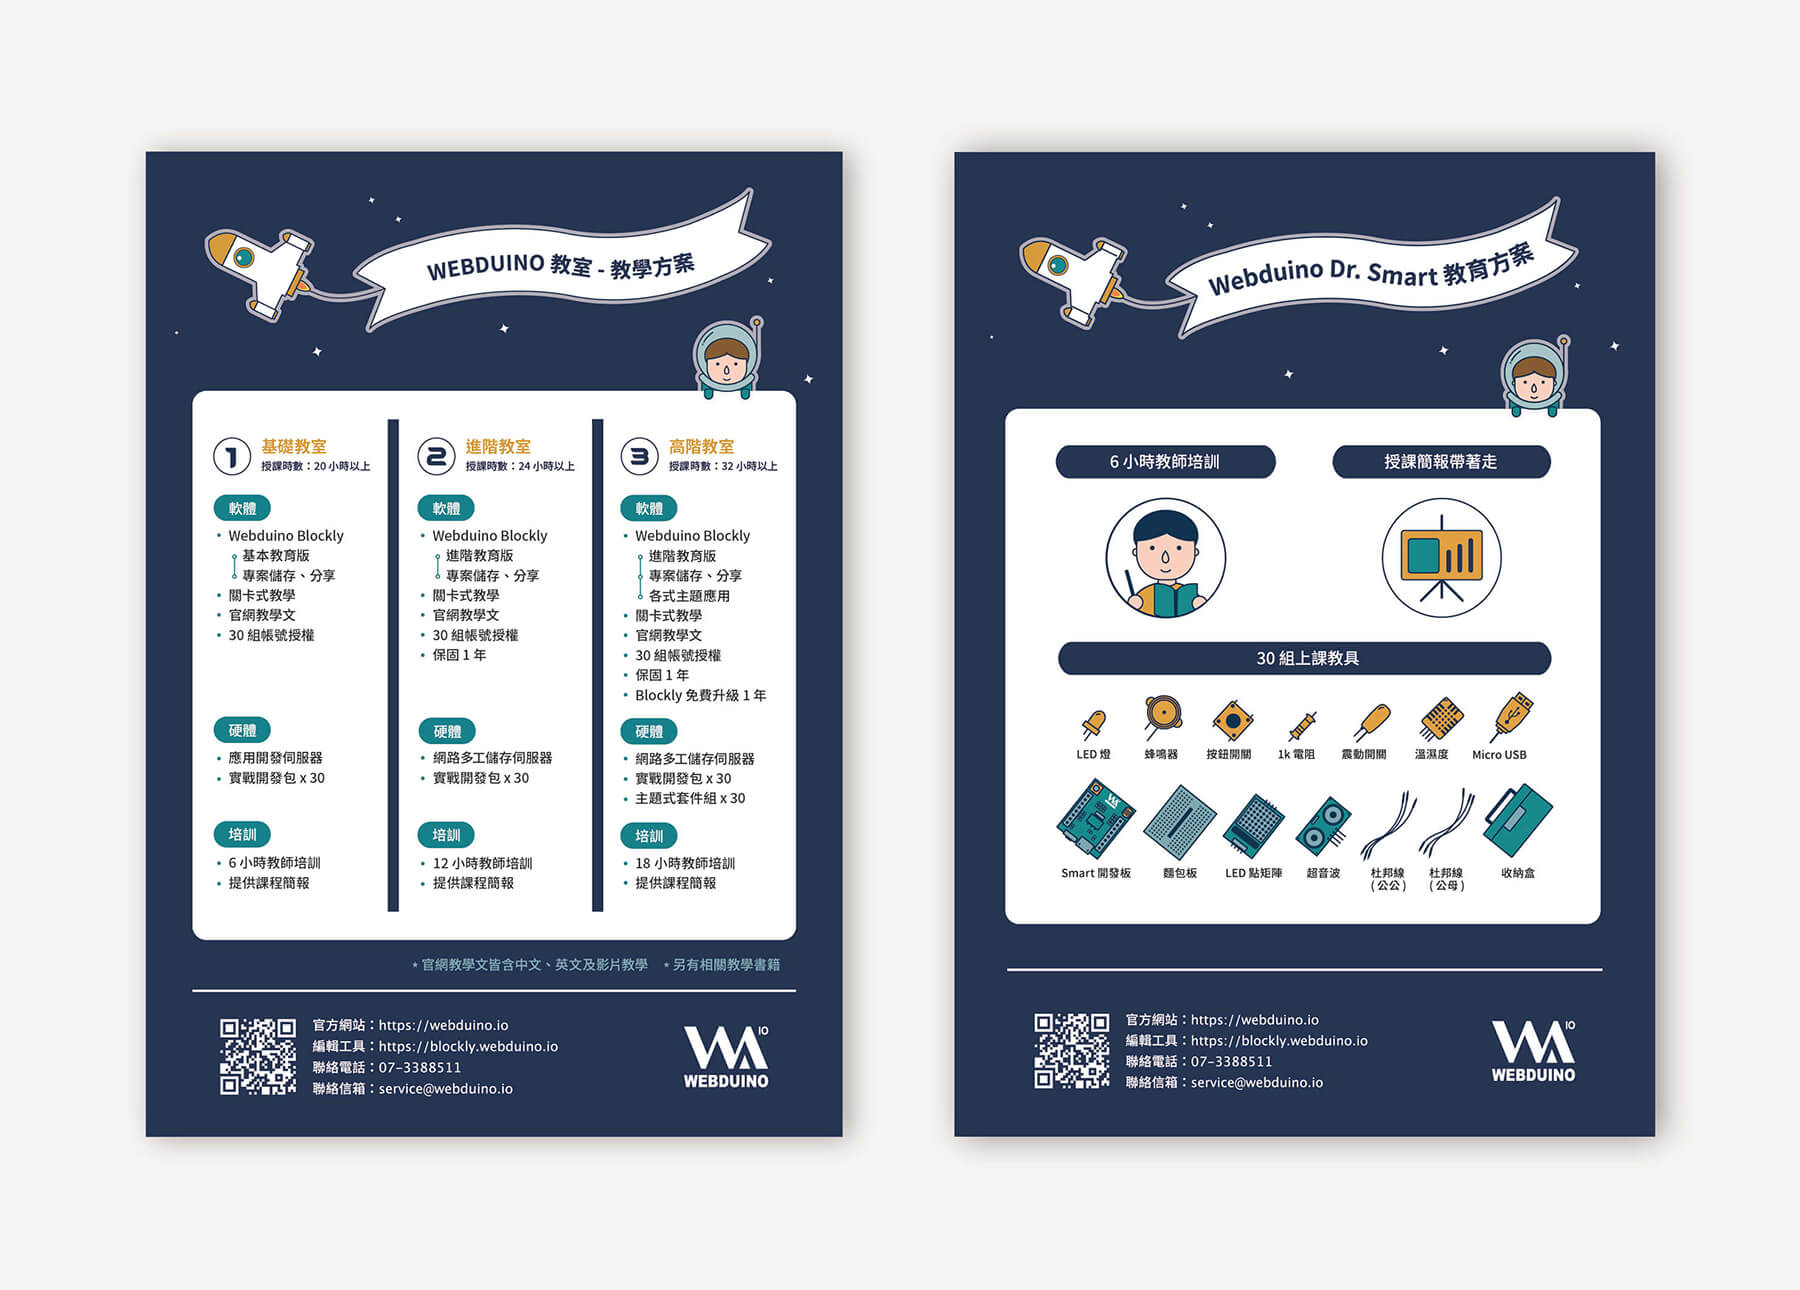 WEBDUINO 教室 - 教學方案
1
基礎教室
授課時數：20 小時以上
軟體
• Webduino Blockly
基本教育版
專案儲存、分享
• 關卡式教學
• 官網教學文
• 30 組帳號授權
硬體
• 應用開發伺服器
• 實戰開發包 x 30
培訓
• 6 小時教師培訓
• 提供課程簡報
2
進階教室
授課時數：24 小時以上
軟體
• Webduino Blockly
進階教育版
專案儲存、分享
• 關卡式教學
• 官網教學文
• 30 組帳號授權
• 保固 1 年
硬體
• 網路多工儲存伺服器
• 實戰開發包 x 30
培訓
• 12 小時教師培訓
• 提供課程簡報
3
高階教室
授課時數：32 小時以上
軟體
• Webduino Blockly
進階教育版
專案儲存、分享
各式主題應用
• 關卡式教學
• 官網教學文
• 30 組帳號授權
• 保固 1 年
• Blockly 免費升級 1 年
硬體
• 網路多工儲存伺服器
• 實戰開發包 x 30
• 主題式套件組 x 30
培訓
• 18 小時教師培訓
• 提供課程簡報
* 官網教學文皆含中文、英文及影片教學 * 另有相關教學書籍
官方網站：https://webduino.io
編輯工具：https://blockly.webduino.io
聯絡電話：07-3388511
聯絡信箱：service@webduino.io
WA IO
WEBDUINO
Webduino Dr. Smart 教育方案
6 小時教師培訓
授課簡報帶著走
30 組上課教具
LED 燈
蜂鳴器
按鈕開關
1k 電阻
震動開關
溫濕度
Micro USB
Smart 開發板
麵包板
LED 點矩陣
超音波
杜邦線
( 公公 )
杜邦線
( 公母 )
收納盒
官方網站：https://webduino.io
編輯工具：https://blockly.webduino.io
聯絡電話：07-3388511
聯絡信箱：service@webduino.io
WA IO
WEBDUINO